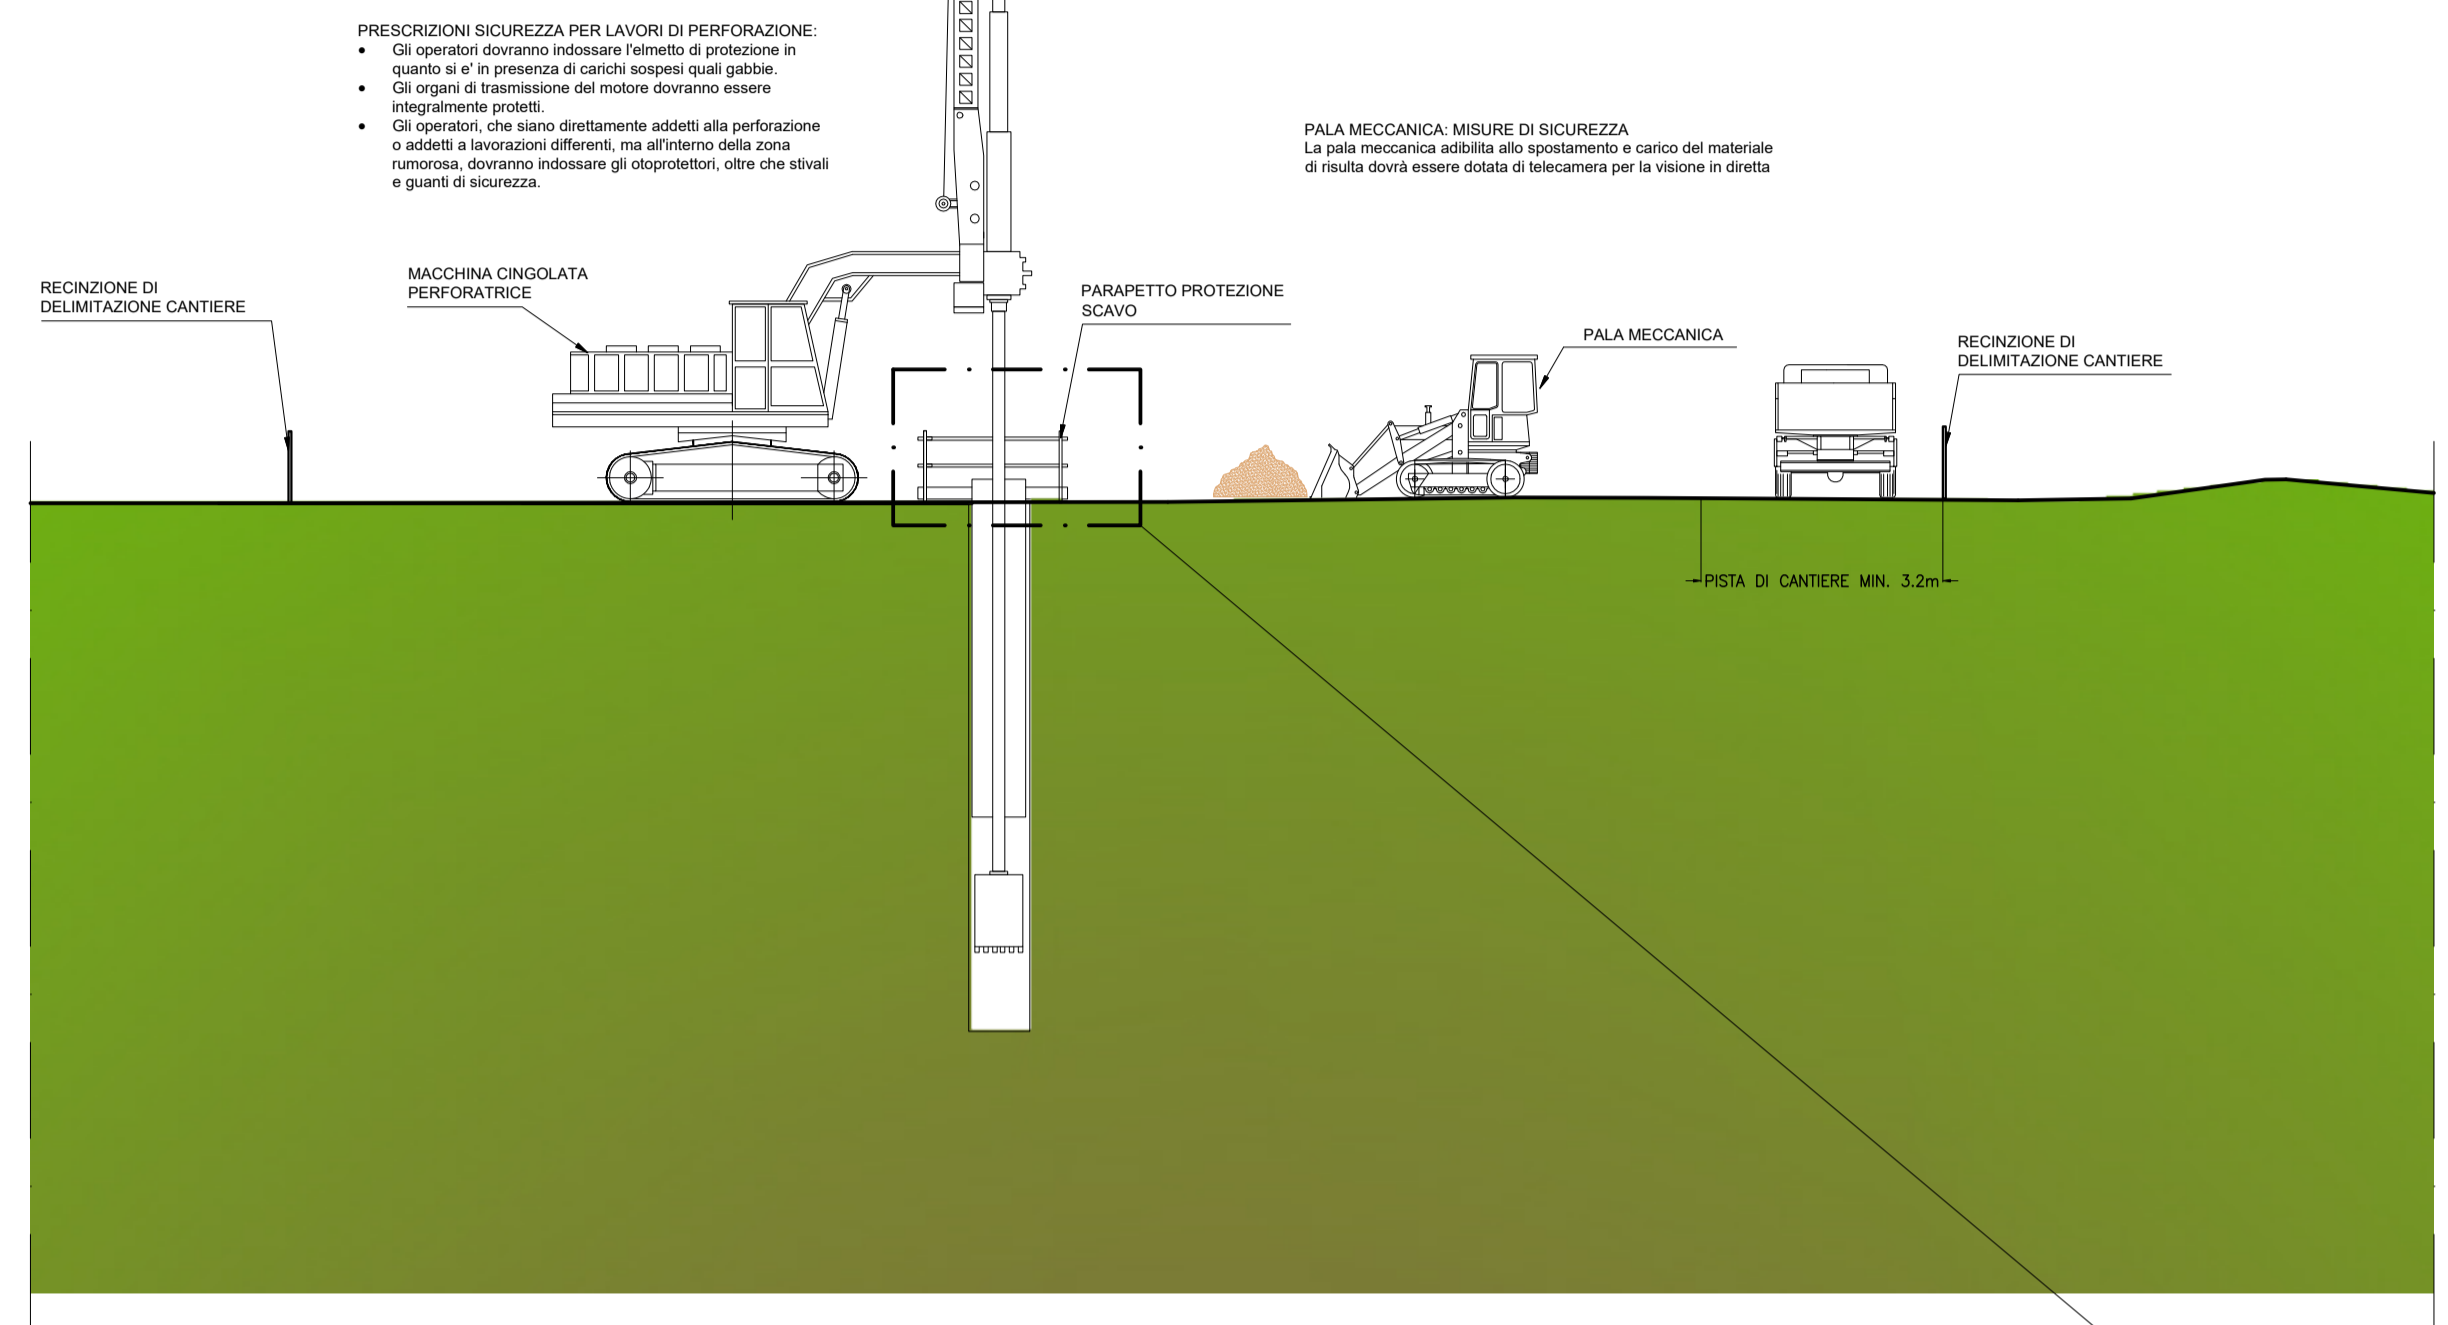 PRESCRIZIONI SICUREZZA PER LAVORI DI PERFORAZIONE:
• Gli operatori dovranno indossare l'elmetto di protezione in
quanto si e' in presenza di carichi sospesi quali gabbie.
• Gli organi di trasmissione del motore dovranno essere
integralmente protetti.
• Gli operatori, che siano direttamente addetti alla perforazione
o addetti a lavorazioni differenti, ma all'interno della zona
rumorosa, dovranno indossare gli otoprotettori, oltre che stivali
e guanti di sicurezza.
PALA MECCANICA: MISURE DI SICUREZZA
La pala meccanica adibilita allo spostamento e carico del materiale
di risulta dovrà essere dotata di telecamera per la visione in diretta
RECINZIONE DI
DELIMITAZIONE CANTIERE
MACCHINA CINGOLATA
PERFORATRICE
PARAPETTO PROTEZIONE
SCAVO
PALA MECCANICA
RECINZIONE DI
DELIMITAZIONE CANTIERE
PISTA DI CANTIERE MIN. 3.2m